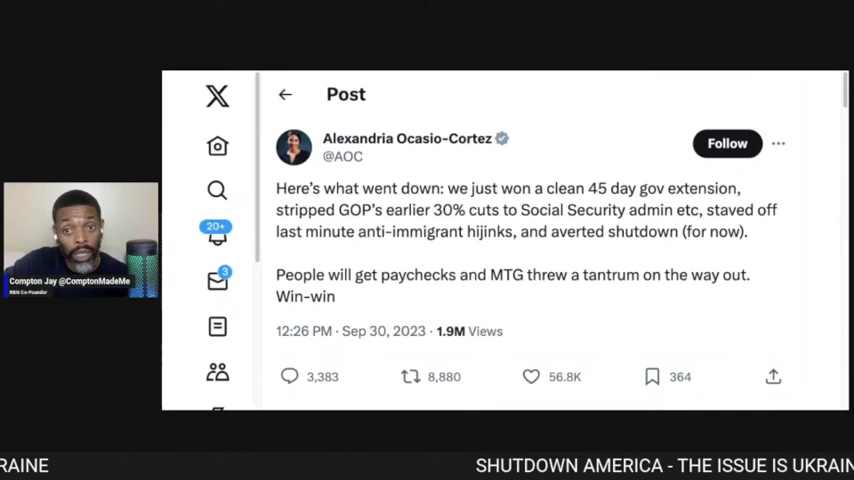 Post
Alexandria Ocasio-Cortez
@AOC
Follow
Here's what went down: we just won a clean 45 day gov extension,
stripped GOP's earlier 30% cuts to Social Security admin etc, staved off
last minute anti-immigrant hijinks, and averted shutdown (for now).
People will get paychecks and MTG threw a tantrum on the way out.
Win-win
12:26 PM · Sep 30, 2023 · 1.9M Views
3,383 8,880 56.8K 364
20+
3
Compton Jay @ComptonMadeMe
RBN Co-Founder
RAINE SHUTDOWN AMERICA - THE ISSUE IS UKRAIN